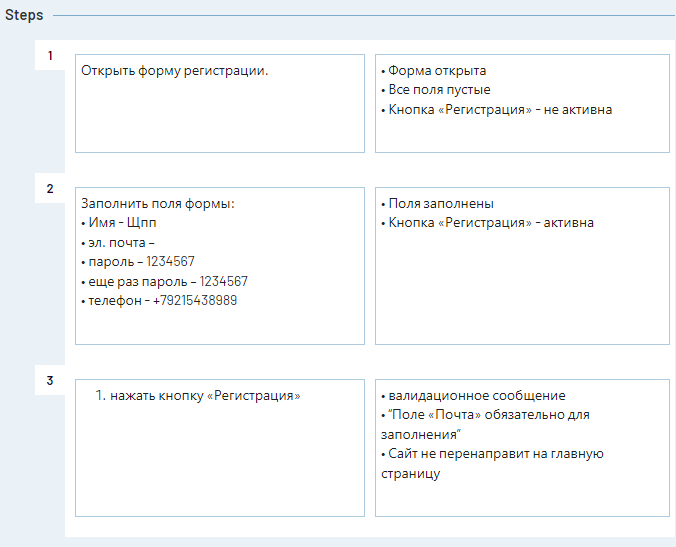 Steps
1
Открыть форму регистрации.
• Форма открыта
• Все поля пустые
• Кнопка «Регистрация» - не активна
2
Заполнить поля формы:
• Имя - Щпп
• эл. почта –
• пароль – 1234567
• еще раз пароль – 1234567
• телефон - +79215438989
• Поля заполнены
• Кнопка «Регистрация» - активна
3
1. нажать кнопку «Регистрация»
• валидационное сообщение
• “Поле «Почта» обязательно для
заполнения”
• Сайт не перенаправит на главную
страницу